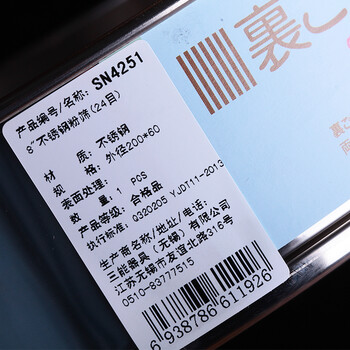 产品编号/名称: SN4251
8"不锈钢粉筛(24目)
材 质: 不锈钢
规 格: 外径200*60
表面处理:
数 量: 1 PCS
产品等级: 合格品
执行标准: Q320205 YJDT11-2013
生产商名称/地址/电话:
三能器具(无锡)有限公司
江苏无锡市友谊北路316号
0510-83777515
6 938786 611926
裏ご
裏ご